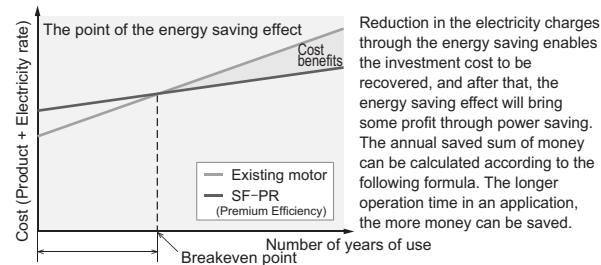 The point of the energy saving effect
Cost
benefits
Cost (Product + Electricity rate)
Existing motor
SF-PR
(Premium Efficiency)
Number of years of use
Breakeven point
Reduction in the electricity charges
through the energy saving enables
the investment cost to be
recovered, and after that, the
energy saving effect will bring
some profit through power saving.
The annual saved sum of money
can be calculated according to the
following formula. The longer
operation time in an application,
the more money can be saved.